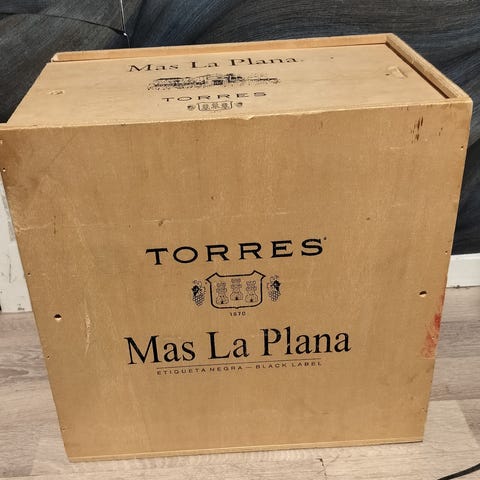 Mas La Plana
TORRES
TORRES
1870
Mas La Plana
ETIQUETA NEGRA — BLACK LABEL